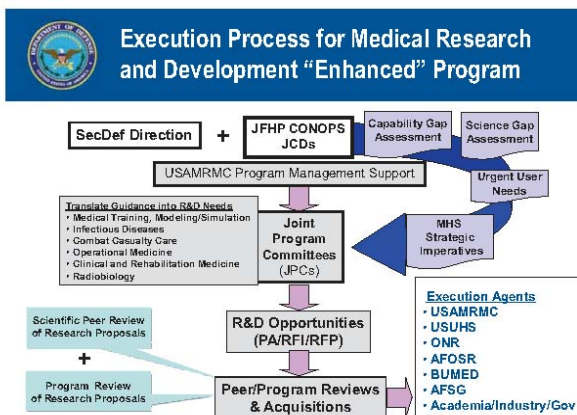 Execution Process for Medical Research
and Development “Enhanced” Program
SecDef Direction
+
JFHP CONOPS
JCDs
Capability Gap
Assessment
Science Gap
Assessment
Urgent User
Needs
MHS
Strategic
Imperatives
USAMRMC Program Management Support
Translate Guidance into R&D Needs
• Medical Training, Modeling/Simulation
• Infectious Diseases
• Combat Casualty Care
• Operational Medicine
• Clinical and Rehabilitation Medicine
• Radiobiology
Joint
Program
Committees
(JPCs)
R&D Opportunities
(PA/RFI/RFP)
Scientific Peer Review
of Research Proposals
+
Program Review
of Research Proposals
Peer/Program Reviews
& Acquisitions
Execution Agents
• USAMRMC
• USUHS
• ONR
• AFOSR
• BUMED
• AFSG
• Academia/Industry/Gov